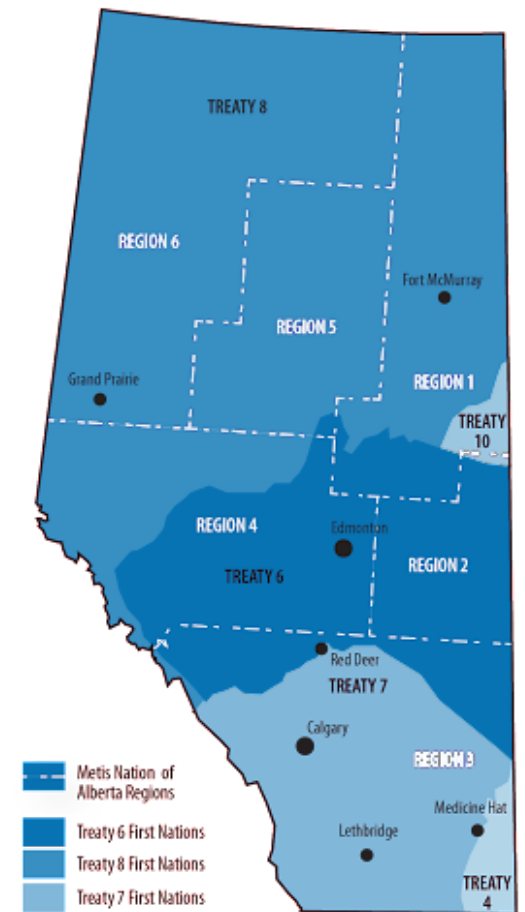 TREATY 8
REGION 6
Fort McMurray
REGION 5
Grand Prairie
REGION 1
TREATY
10
REGION 4
Edmonton
REGION 2
TREATY 6
Red Deer
TREATY 7
Calgary
REGION 3
Metis Nation of
Alberta Regions
Medicine Hat
Treaty 6 First Nations
Lethbridge
Treaty 8 First Nations
TREATY
4
Treaty 7 First Nations